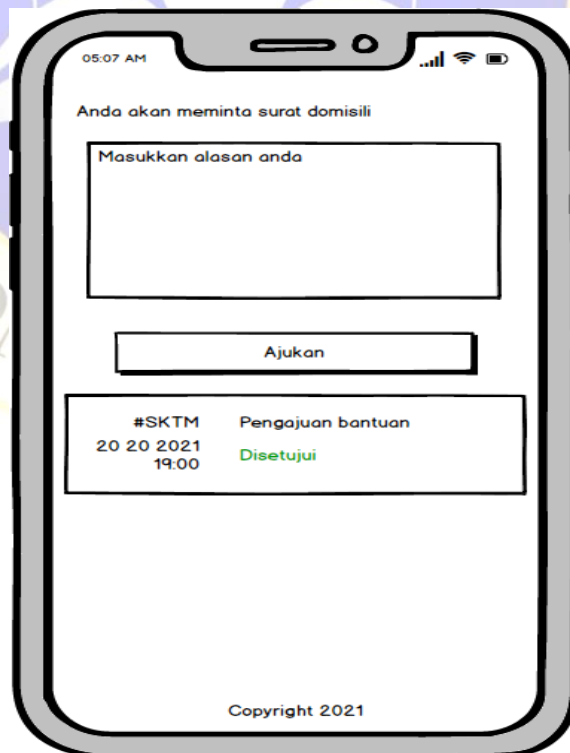 05:07 AM
Anda akan meminta surat domisili
Masukkan alasan anda
Ajukan
#SKTM Pengajuan bantuan
20 20 2021
19:00
Disetujui
Copyright 2021